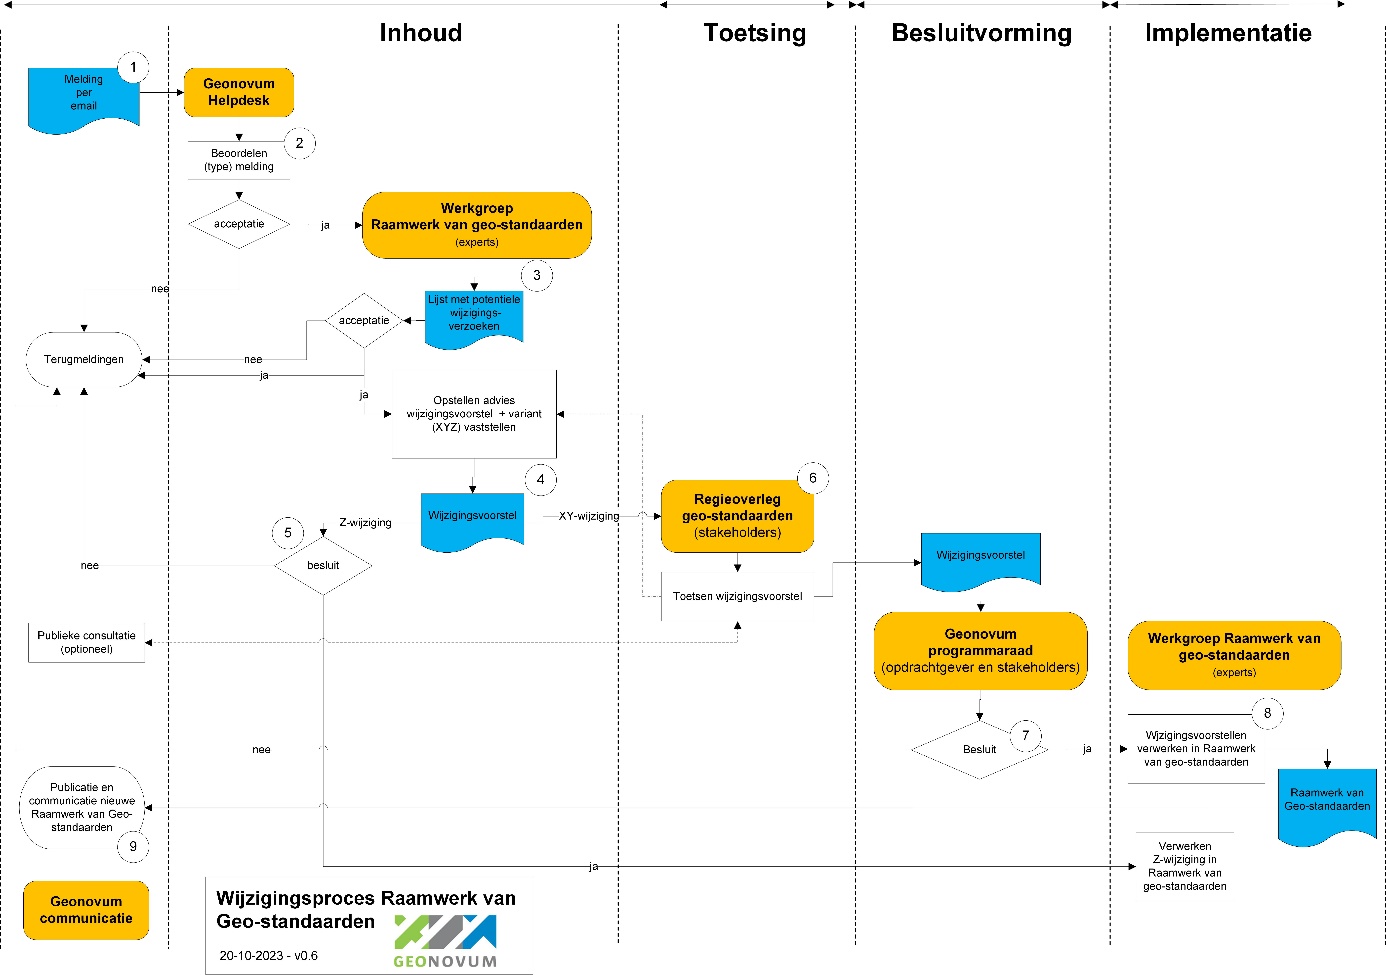 Inhoud
Toetsing
Besluitvorming
Implementatie
1
Melding
per
email
Geonovum
Helpdesk
2
Beoordelen
(type) melding
acceptatie
ja
Werkgroep
Raamwerk van geo-standaarden
(experts)
3
nee
Lijst met potentiele
wijzigings-
verzoeken
acceptatie
Terugmeldingen
nee
ja
ja
Opstellen advies
wijzigingsvoorstel + variant
(XYZ) vaststellen
4
Wijzigingsvoorstel
Z-wijziging
XY-wijziging
5
besluit
nee
6
Regieoverleg
geo-standaarden
(stakeholders)
Toetsen wijzigingsvoorstel
Wijzigingsvoorstel
Publieke consultatie
(optioneel)
Geonovum
programmaraad
(opdrachtgever en stakeholders)
Werkgroep Raamwerk van
geo-standaarden
(experts)
7
Besluit
ja
nee
8
Wjzigingsvoorstellen
verwerken in Raamwerk
van geo-standaarden
Raamwerk van
Geo-standaarden
Publicatie en
communicatie nieuwe
Raamwerk van Geo-
standaarden
9
ja
Verwerken
Z-wijziging in
Raamwerk van
geo-standaarden
Geonovum
communicatie
Wijzigingsproces Raamwerk van
Geo-standaarden
20-10-2023 - v0.6
GEONOVUM